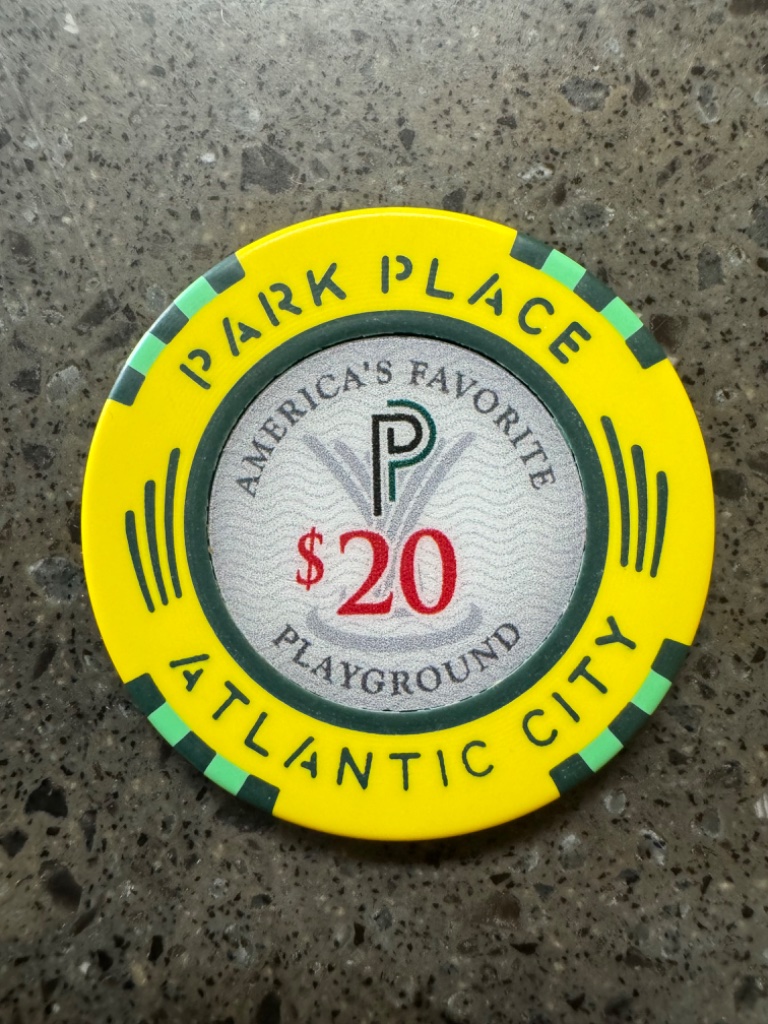 PARK PLACE
AMERICA'S FAVORITE
P
$20
PLAYGROUND
ATLANTIC CITY